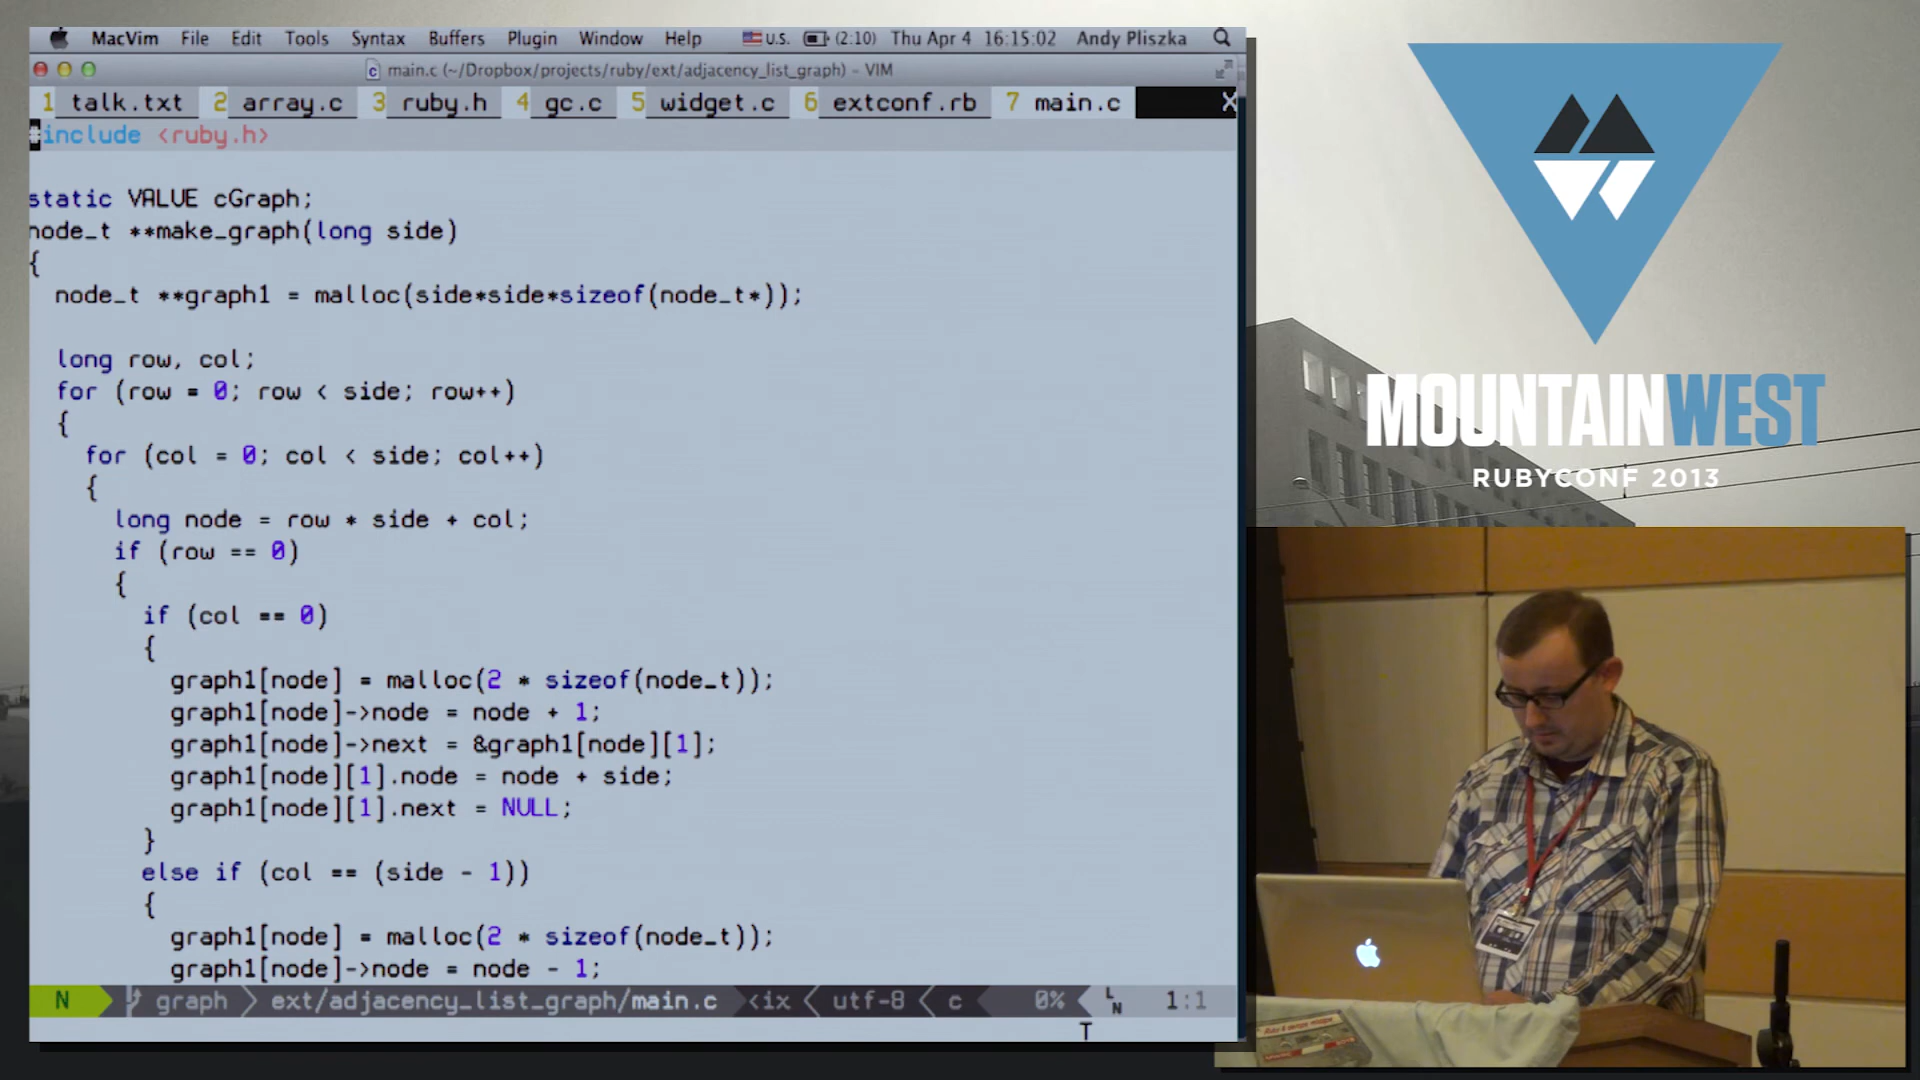 MacVim File Edit Tools Syntax Buffers Plugin Window Help U.S. (2:10) Thu Apr 4 16:15:02 Andy Pliszka
main.c (~/Dropbox/projects/ruby/ext/adjacency_list_graph) - VIM
1 talk.txt 2 array.c 3 ruby.h 4 gc.c 5 widget.c 6 extconf.rb 7 main.c X
#include <ruby.h>
static VALUE cGraph;
node_t **make_graph(long side)
{
node_t **graph1 = malloc(side*side*sizeof(node_t*));
long row, col;
for (row = 0; row < side; row++)
{
for (col = 0; col < side; col++)
{
long node = row * side + col;
if (row == 0)
{
if (col == 0)
{
graph1[node] = malloc(2 * sizeof(node_t));
graph1[node]->node = node + 1;
graph1[node]->next = &graph1[node][1];
graph1[node][1].node = node + side;
graph1[node][1].next = NULL;
}
else if (col == (side - 1))
{
graph1[node] = malloc(2 * sizeof(node_t));
graph1[node]->node = node - 1;
N graph ext/adjacency_list_graph/main.c <ix utf-8 c 0% LN 1:1
MOUNTAINWEST
RUBYCONF 2013